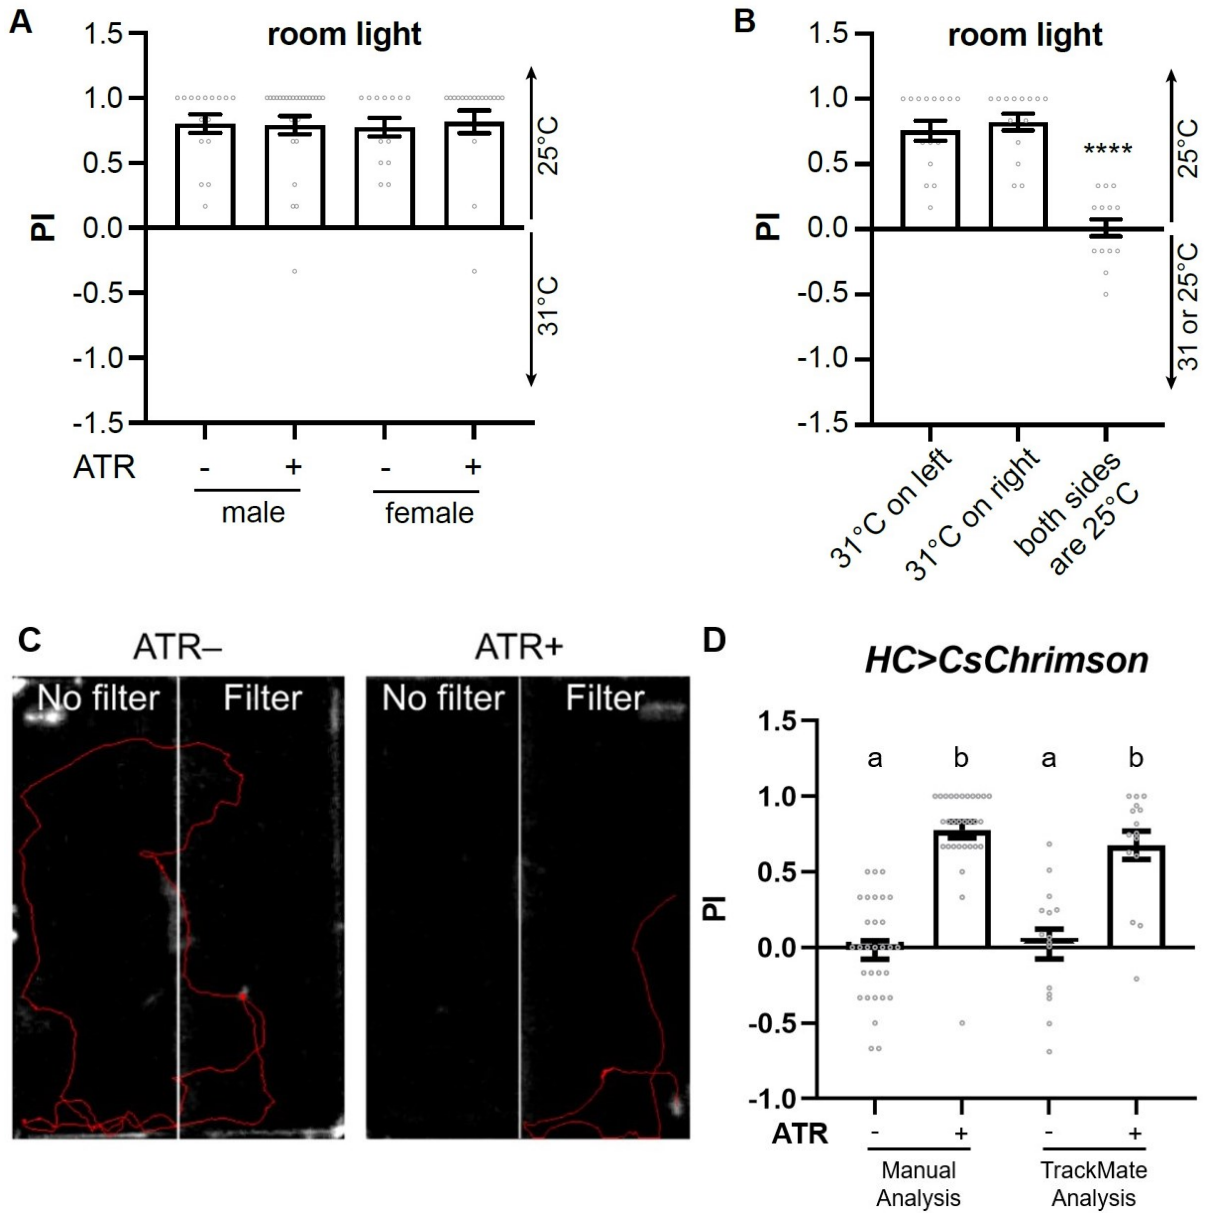 A
room light
1.5
1.0
0.5
0.0
-0.5
-1.0
-1.5
PI
25°C
31°C
ATR - + - +
male female
B
room light
1.5
1.0
0.5
0.0
-0.5
-1.0
-1.5
PI
****
25°C
31 or 25°C
31°C on left
31°C on right
both sides
are 25°C
C
ATR– ATR+
No filter Filter No filter Filter
D
HC>CsChrimson
1.5
1.0
0.5
0.0
-0.5
-1.0
PI
a b a b
ATR - + - +
Manual TrackMate
Analysis Analysis